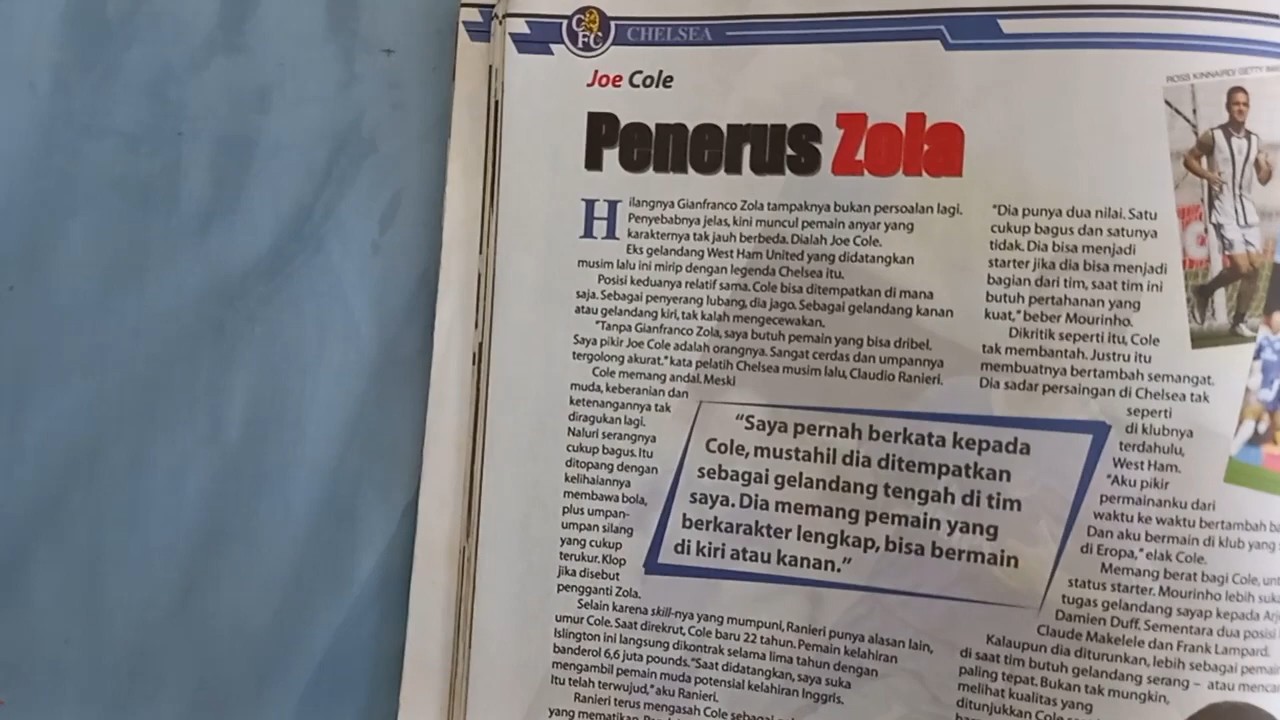 CFC
CHELSEA
ROSS KINNAIRD/ GETTY
Joe Cole
Penerus Zola
Hilangnya Gianfranco Zola tampaknya bukan persoalan lagi.
Penyebabnya jelas, kini muncul pemain anyar yang
karakternya tak jauh berbeda. Dialah Joe Cole.
Eks gelandang West Ham United yang didatangkan
musim lalu ini mirip dengan legenda Chelsea itu.
Posisi keduanya relatif sama. Cole bisa ditempatkan di mana
saja. Sebagai penyerang lubang, dia jago. Sebagai gelandang kanan
atau gelandang kiri, tak kalah mengecewakan.
"Tanpa Gianfranco Zola, saya butuh pemain yang bisa dribel.
Saya pikir Joe Cole adalah orangnya. Sangat cerdas dan umpannya
tergolong akurat." kata pelatih Chelsea musim lalu, Claudio Ranieri.
Cole memang andal. Meski
muda, keberanian dan
ketenangannya tak
diragukan lagi.
Naluri serangnya
cukup bagus. Itu
ditopang dengan
kelihaiannya
membawa bola,
plus umpan-
umpan silang
yang cukup
terukur. Klop
jika disebut
pengganti Zola.
Selain karena skill-nya yang mumpuni, Ranieri punya alasan lain,
umur Cole. Saat direkrut, Cole baru 22 tahun. Pemain kelahiran
Islington ini langsung dikontrak selama lima tahun dengan
banderol 6,6 juta pounds. "Saat didatangkan, saya suka
mengambil pemain muda potensial kelahiran Inggris.
Itu telah terwujud," aku Ranieri.
Ranieri terus mengasah Cole sebagai
yang mematikan.
"Saya pernah berkata kepada
Cole, mustahil dia ditempatkan
sebagai gelandang tengah di tim
saya. Dia memang pemain yang
berkarakter lengkap, bisa bermain
di kiri atau kanan."
"Dia punya dua nilai. Satu
cukup bagus dan satunya
tidak. Dia bisa menjadi
starter jika dia bisa menjadi
bagian dari tim, saat tim ini
butuh pertahanan yang
kuat," beber Mourinho.
Dikritik seperti itu, Cole
tak membantah. Justru itu
membuatnya bertambah semangat.
Dia sadar persaingan di Chelsea tak
seperti
di klubnya
terdahulu,
West Ham.
"Aku pikir
permainanku dari
waktu ke waktu bertambah
Dan aku bermain di klub yang
di Eropa," elak Cole.
Memang berat bagi Cole,
status starter. Mourinho lebih
tugas gelandang sayap kepada
Damien Duff. Sementara dua posisi
Claude Makelele dan Frank Lampard.
Kalaupun dia diturunkan, lebih sebagai
di saat tim butuh gelandang serang – atau
paling tepat. Bukan tak mungkin,
melihat kualitas yang
ditunjukkan